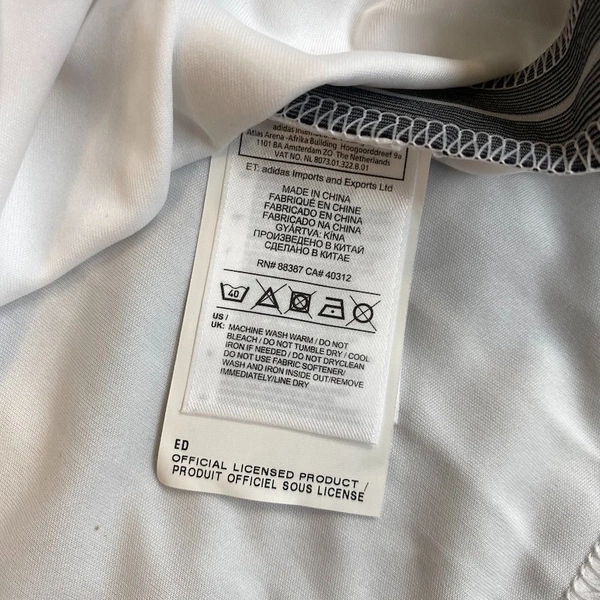 adidas
Atlas Arena -Afrika Building Hoogoorddreef 9a
1101 BA Amsterdam ZO The Netherlands
VAT NO. NL 8073.01.322.B.01
ET: adidas Imports and Exports Ltd
MADE IN CHINA
FABRIQUÉ EN CHINE
FABRICADO EN CHINA
FABRICADO NA CHINA
GYÁRTVA: KÍNA
ПРОИЗВЕДЕНО В КИТАЙ
СДЕЛАНО В КИТАЕ
RN# 88387 CA# 40312
40
US /
UK: MACHINE WASH WARM / DO NOT
BLEACH / DO NOT TUMBLE DRY / COOL
IRON IF NEEDED / DO NOT DRYCLEAN
DO NOT USE FABRIC SOFTENER/
WASH AND IRON INSIDE OUT/REMOVE
IMMEDIATELY/LINE DRY
ED
OFFICIAL LICENSED PRODUCT /
PRODUIT OFFICIEL SOUS LICENSE